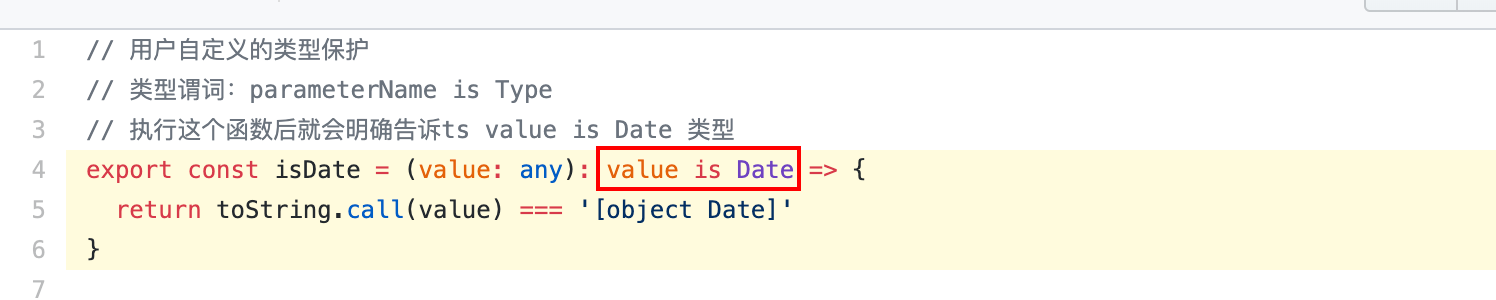 1 // 用户自定义的类型保护
2 // 类型谓词：parameterName is Type
3 // 执行这个函数后就会明确告诉ts value is Date 类型
4 export const isDate = (value: any): value is Date => {
5   return toString.call(value) === '[object Date]'
6 }
7